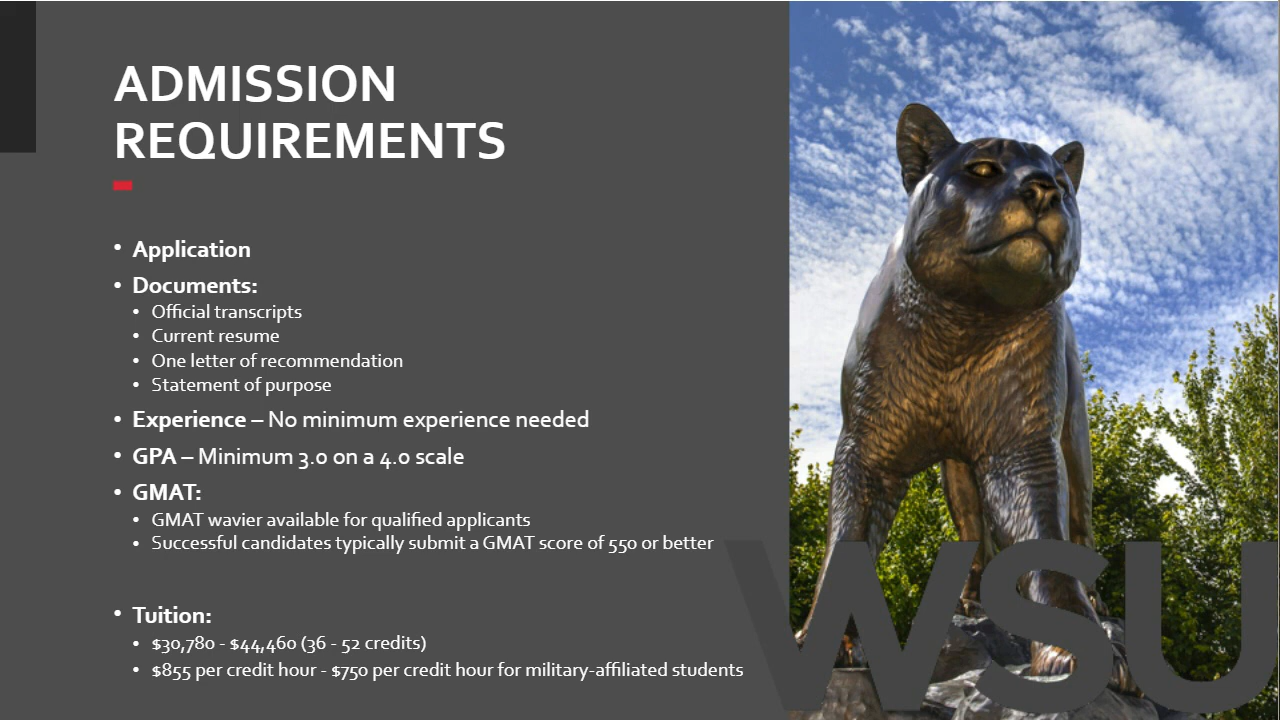 ADMISSION
REQUIREMENTS
• Application
• Documents:
• Official transcripts
• Current resume
• One letter of recommendation
• Statement of purpose
• Experience – No minimum experience needed
• GPA – Minimum 3.0 on a 4.0 scale
• GMAT:
• GMAT wavier available for qualified applicants
• Successful candidates typically submit a GMAT score of 550 or better
• Tuition:
• $30,780 - $44,460 (36 - 52 credits)
• $855 per credit hour - $750 per credit hour for military-affiliated students
WSU